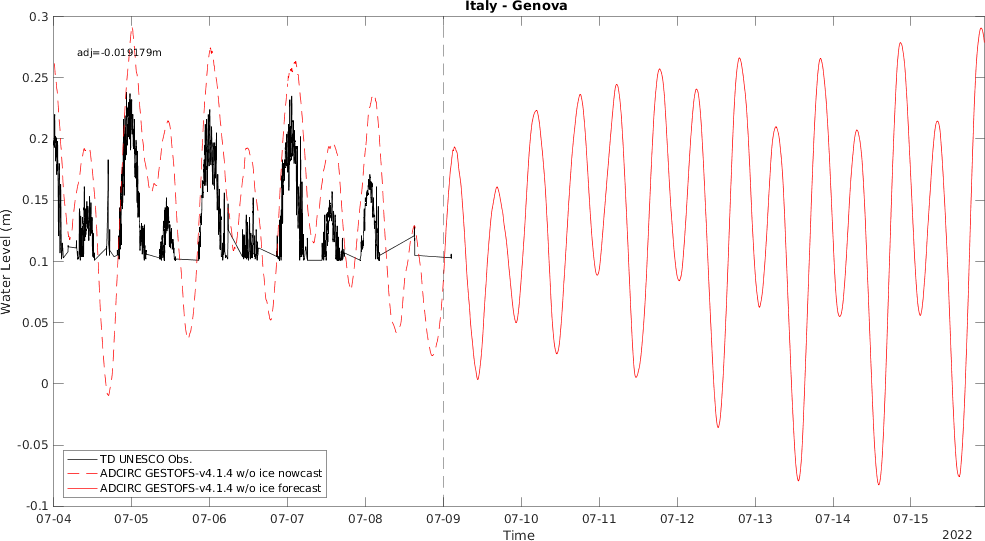 Italy - Genova
adj=-0.019179m
Water Level (m)
0.3
0.25
0.2
0.15
0.1
0.05
0
-0.05
-0.1
TD UNESCO Obs.
ADCIRC GESTOFS-v4.1.4 w/o ice nowcast
ADCIRC GESTOFS-v4.1.4 w/o ice forecast
07-04 07-05 07-06 07-07 07-08 07-09 07-10 07-11 07-12 07-13 07-14 07-15
Time
2022